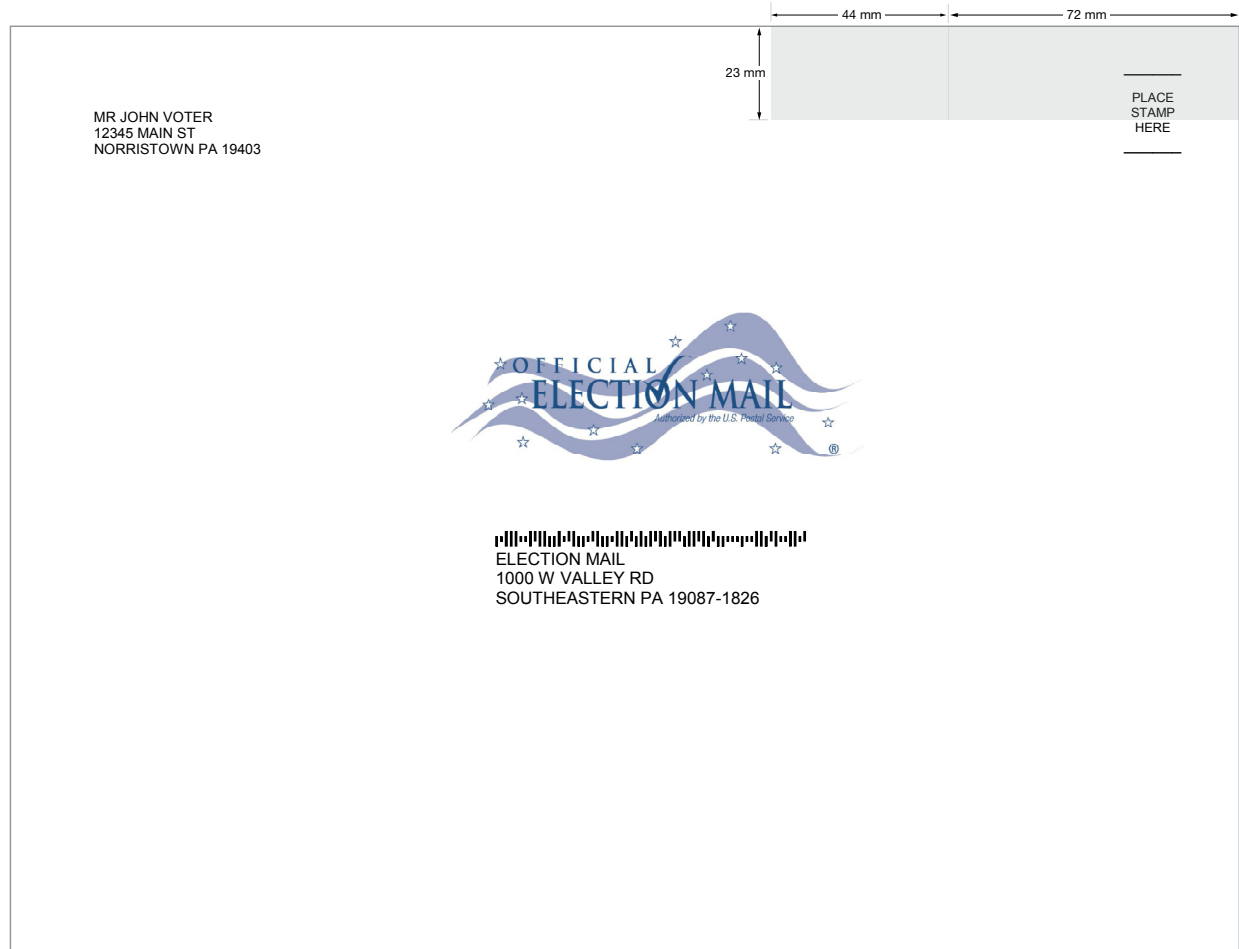 44 mm
72 mm
23 mm
MR JOHN VOTER
12345 MAIN ST
NORRISTOWN PA 19403
PLACE
STAMP
HERE
OFFICIAL
ELECTION MAIL
Authorized by the U.S. Postal Service
®
ELECTION MAIL
1000 W VALLEY RD
SOUTHEASTERN PA 19087-1826